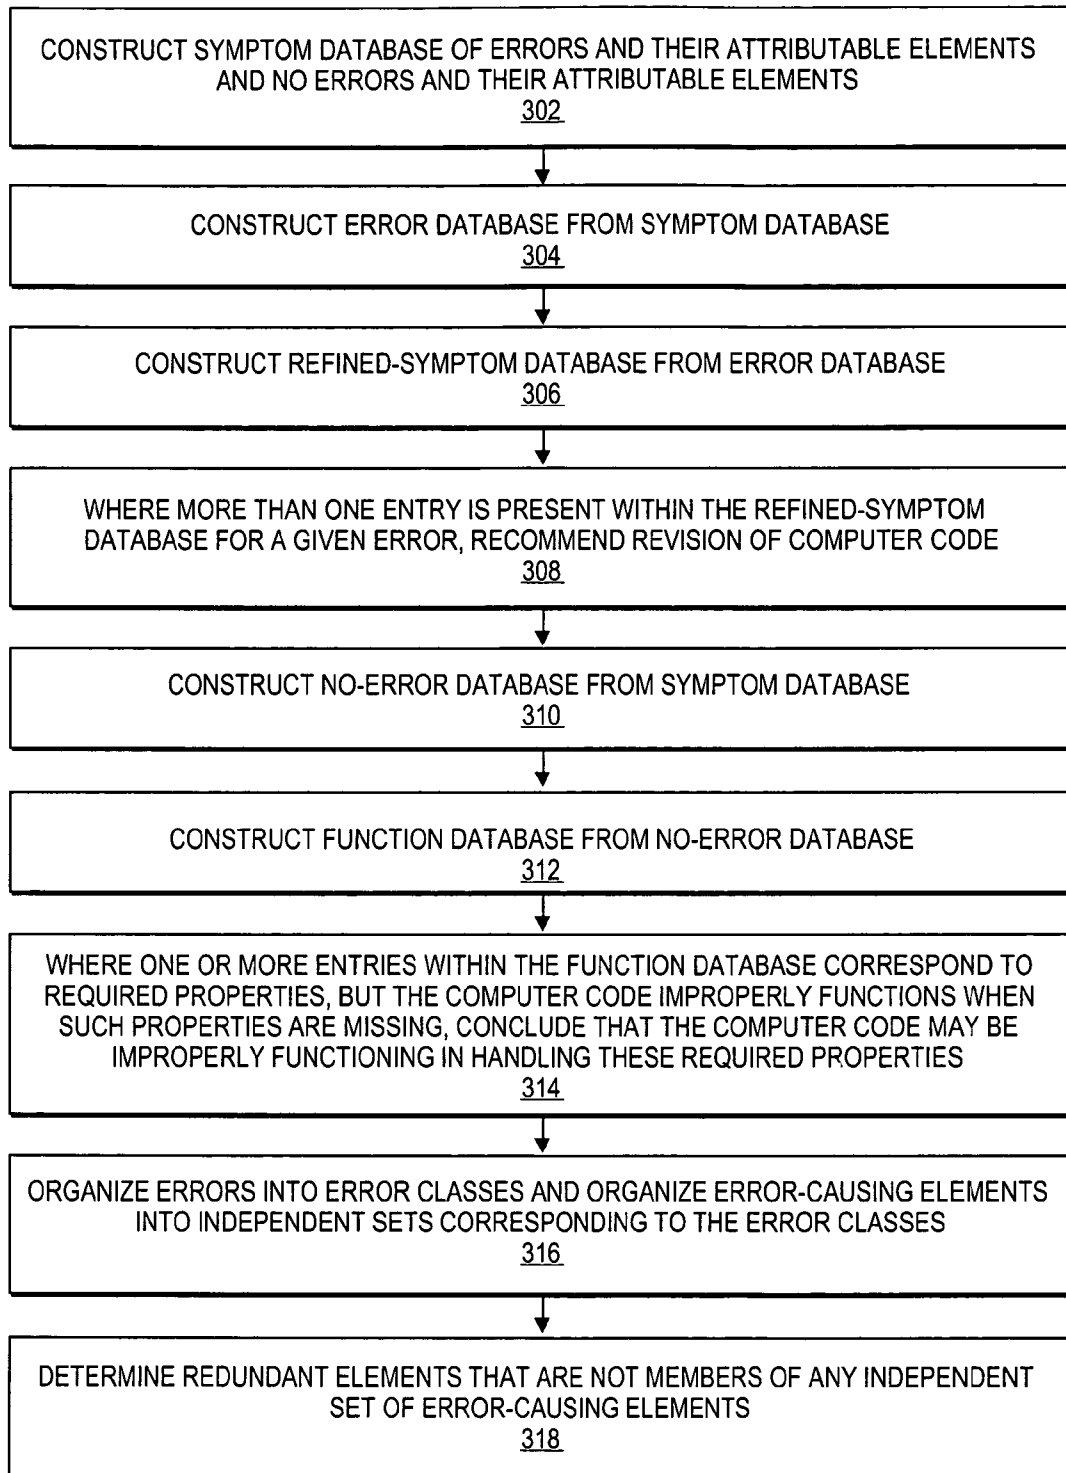 CONSTRUCT SYMPTOM DATABASE OF ERRORS AND THEIR ATTRIBUTABLE ELEMENTS
AND NO ERRORS AND THEIR ATTRIBUTABLE ELEMENTS
302
CONSTRUCT ERROR DATABASE FROM SYMPTOM DATABASE
304
CONSTRUCT REFINED-SYMPTOM DATABASE FROM ERROR DATABASE
306
WHERE MORE THAN ONE ENTRY IS PRESENT WITHIN THE REFINED-SYMPTOM
DATABASE FOR A GIVEN ERROR, RECOMMEND REVISION OF COMPUTER CODE
308
CONSTRUCT NO-ERROR DATABASE FROM SYMPTOM DATABASE
310
CONSTRUCT FUNCTION DATABASE FROM NO-ERROR DATABASE
312
WHERE ONE OR MORE ENTRIES WITHIN THE FUNCTION DATABASE CORRESPOND TO
REQUIRED PROPERTIES, BUT THE COMPUTER CODE IMPROPERLY FUNCTIONS WHEN
SUCH PROPERTIES ARE MISSING, CONCLUDE THAT THE COMPUTER CODE MAY BE
IMPROPERLY FUNCTIONING IN HANDLING THESE REQUIRED PROPERTIES
314
ORGANIZE ERRORS INTO ERROR CLASSES AND ORGANIZE ERROR-CAUSING ELEMENTS
INTO INDEPENDENT SETS CORRESPONDING TO THE ERROR CLASSES
316
DETERMINE REDUNDANT ELEMENTS THAT ARE NOT MEMBERS OF ANY INDEPENDENT
SET OF ERROR-CAUSING ELEMENTS
318